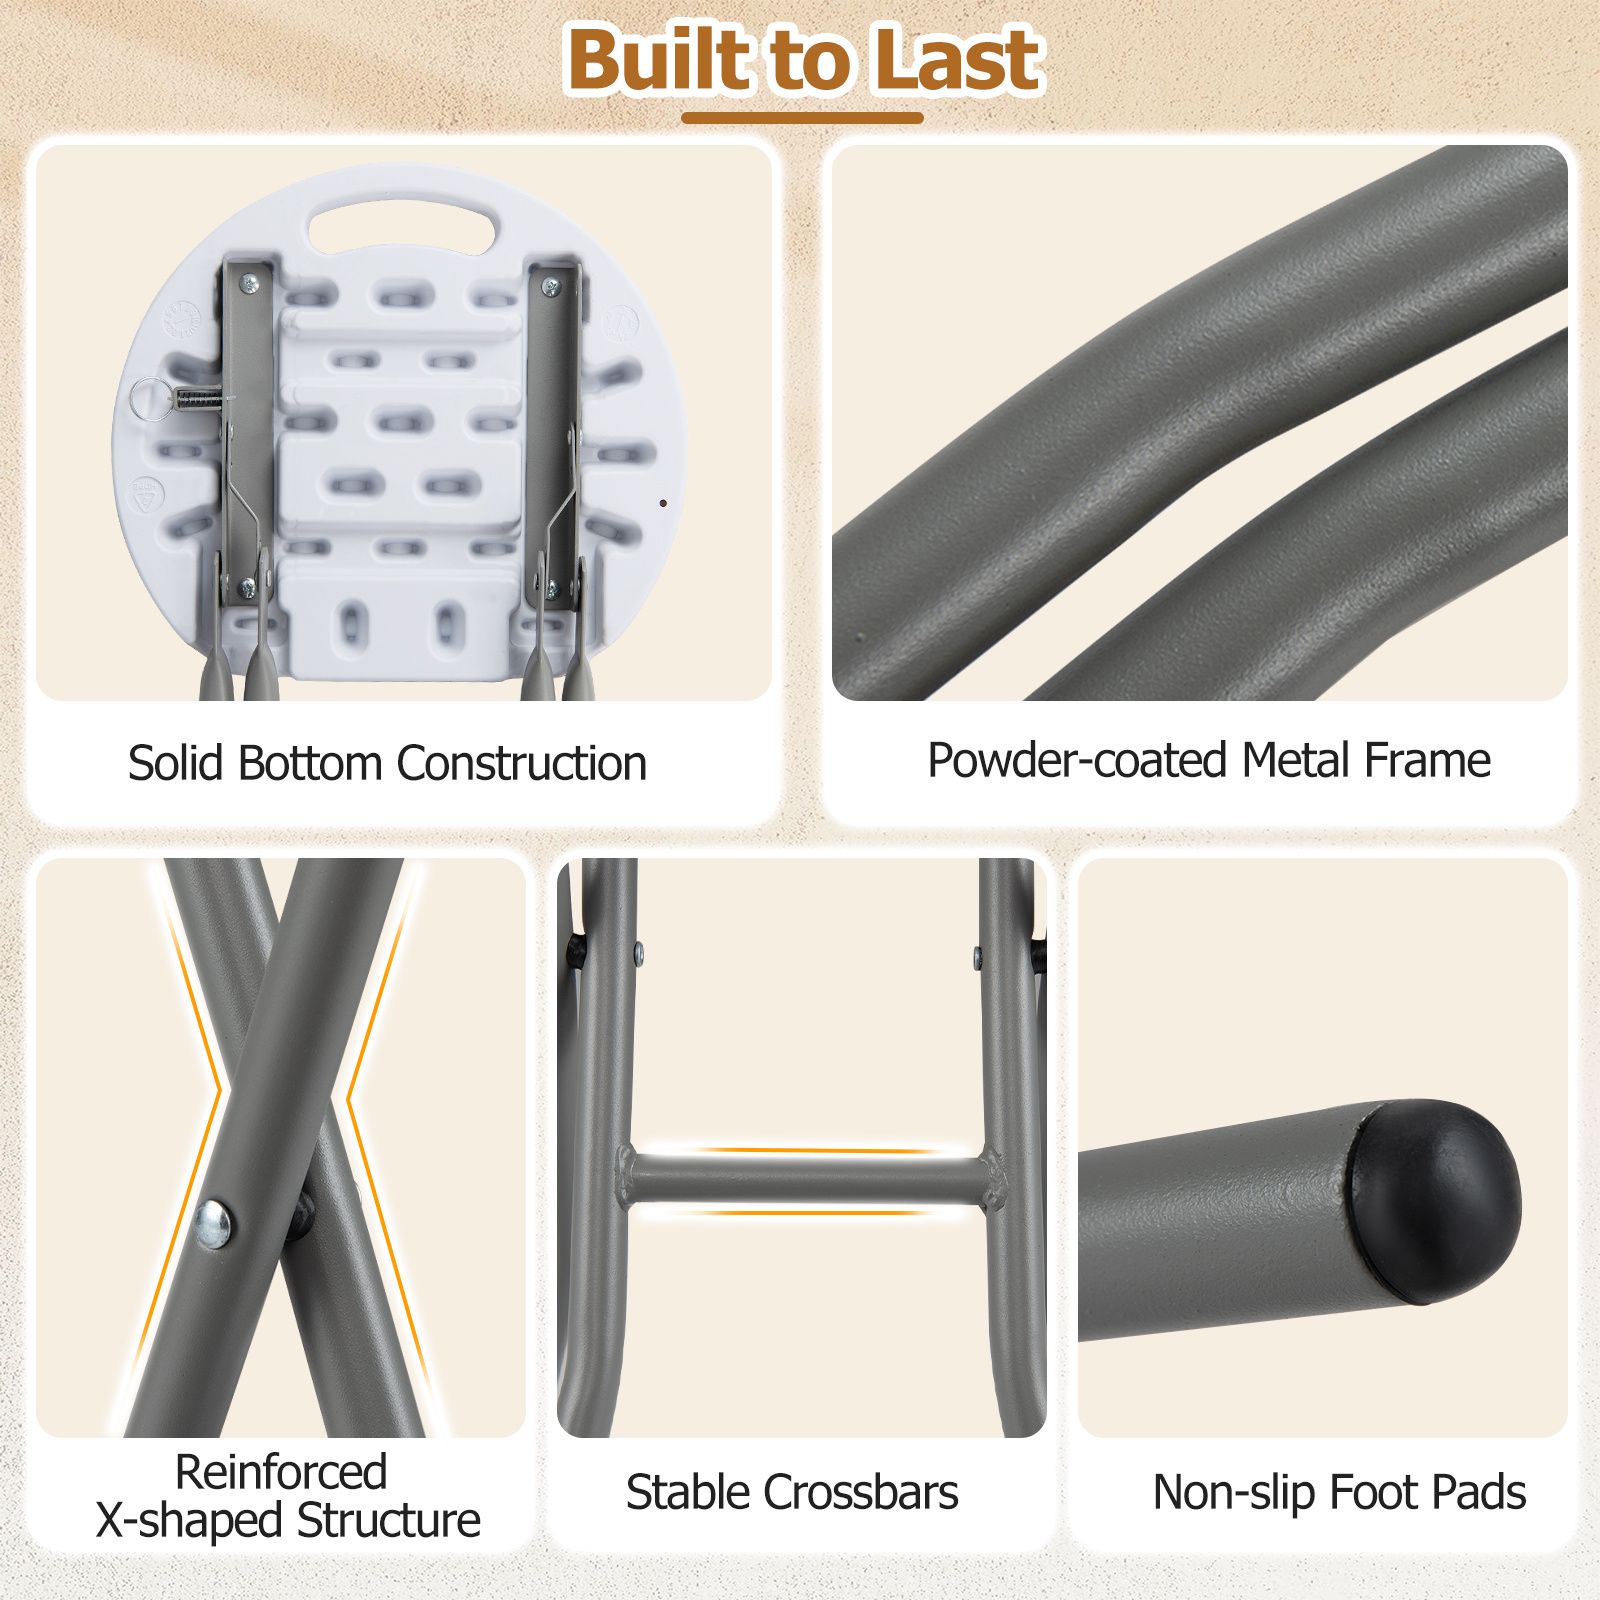 Built to Last
Solid Bottom Construction
Powder-coated Metal Frame
Reinforced
X-shaped Structure
Stable Crossbars
Non-slip Foot Pads